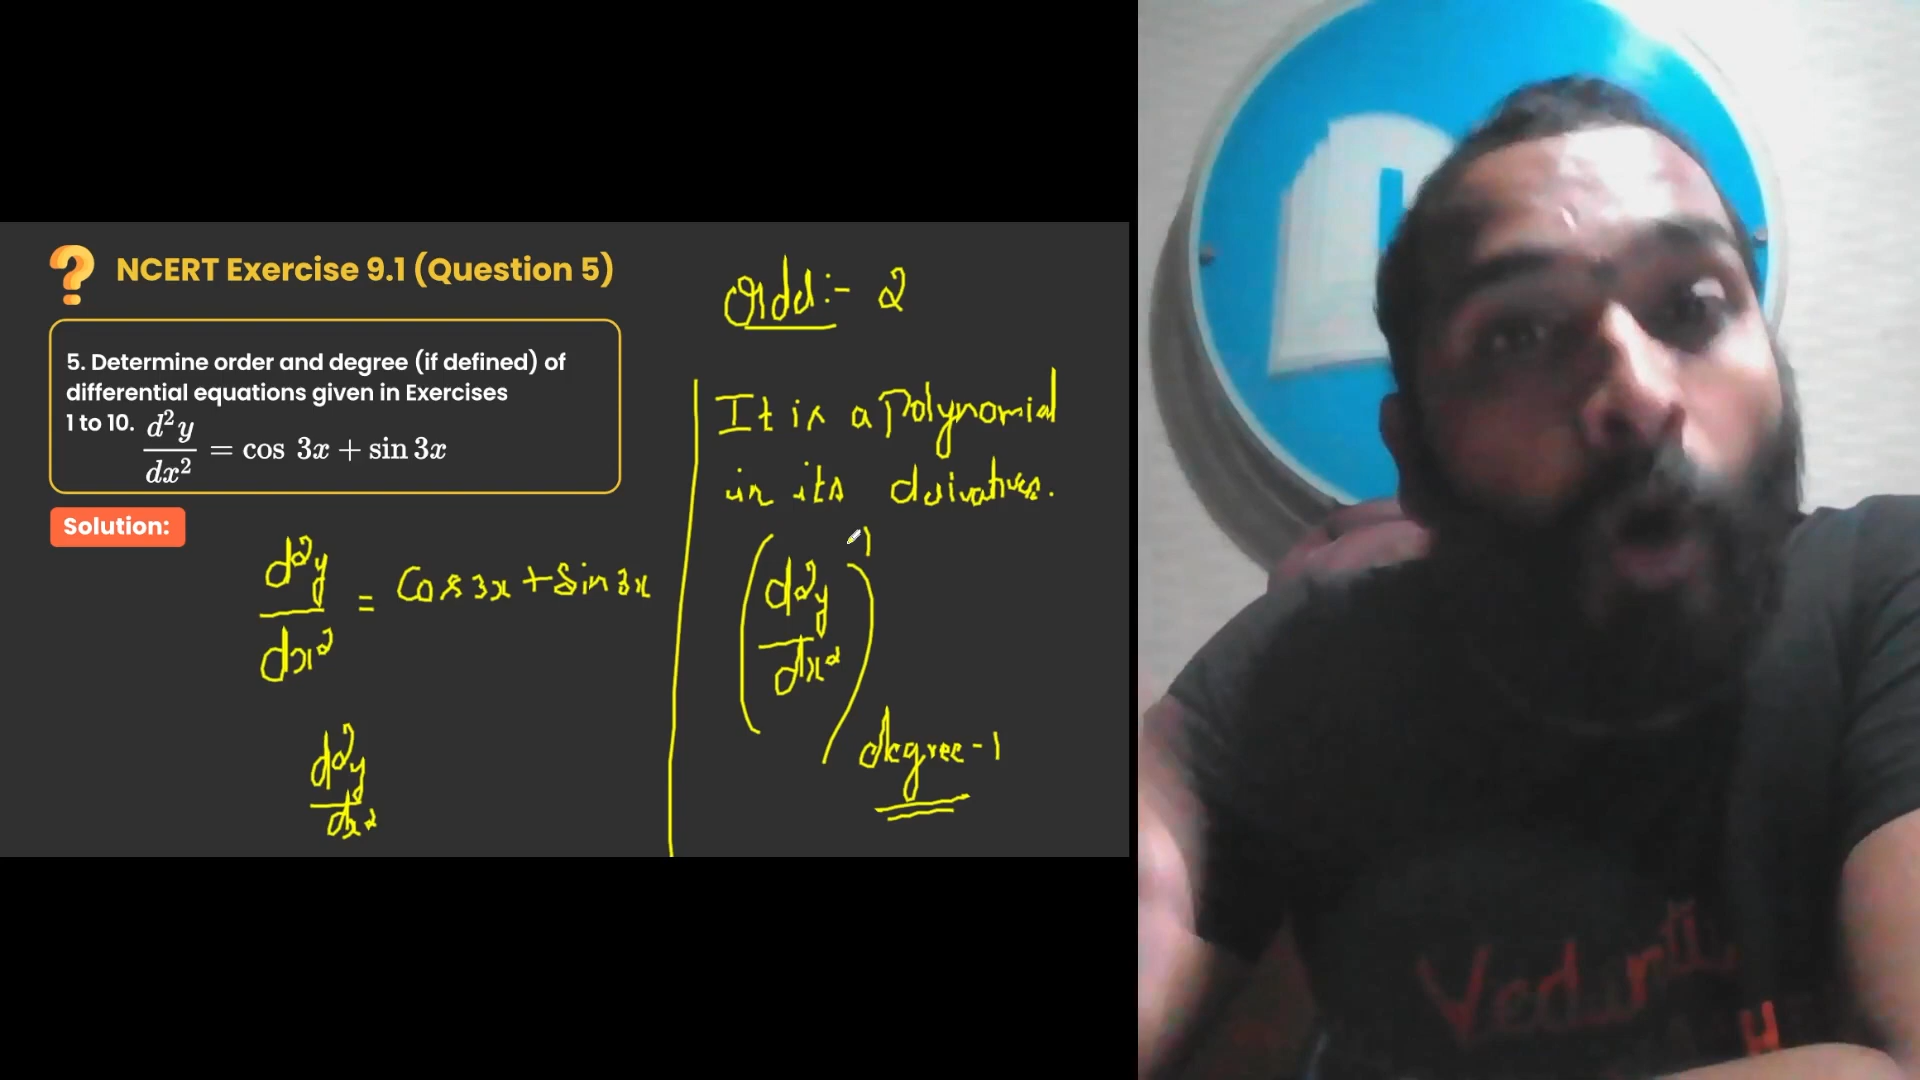 NCERT Exercise 9.1 (Question 5)
5. Determine order and degree (if defined) of
differential equations given in Exercises
1 to 10. d²y/dx² = cos 3x + sin 3x
Solution:
d²y/dx² = Cos 3x + Sin 3x
d²y/dx²
Order:- 2
It is a Polynomial
in its derivatives.
(d²y/dx²)¹
degree - 1